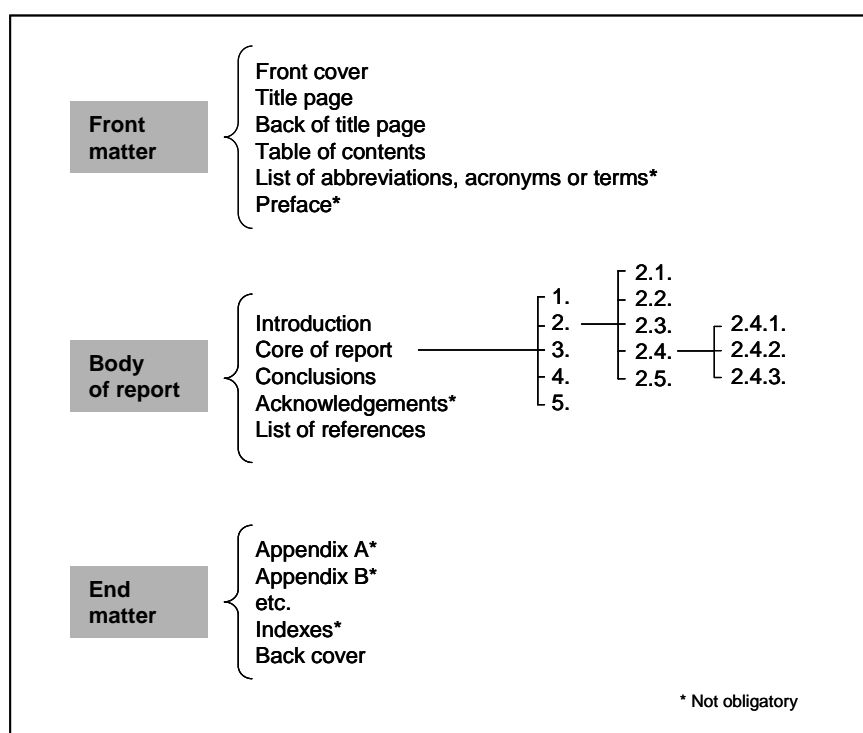 Front
matter
Front cover
Title page
Back of title page
Table of contents
List of abbreviations, acronyms or terms*
Preface*
Body
of report
Introduction
Core of report
Conclusions
Acknowledgements*
List of references
1.
2.
3.
4.
5.
2.1.
2.2.
2.3.
2.4.
2.5.
2.4.1.
2.4.2.
2.4.3.
End
matter
Appendix A*
Appendix B*
etc.
Indexes*
Back cover
* Not obligatory